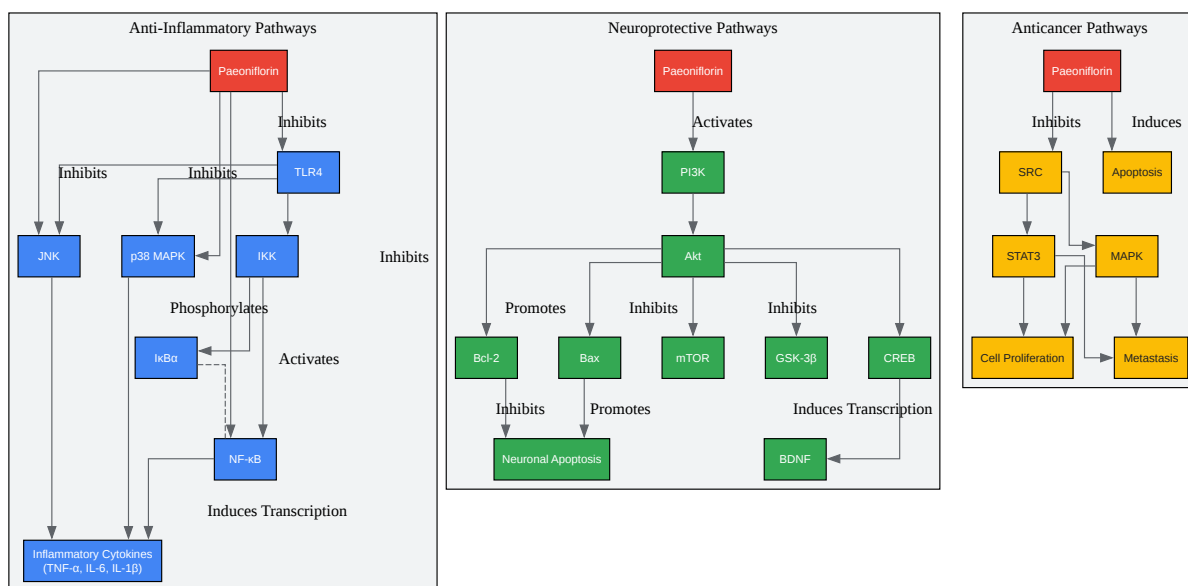 Anti-Inflammatory Pathways
Paeoniflorin
Inhibits
TLR4
Inhibits
Inhibits
JNK
p38 MAPK
IKK
Inhibits
Phosphorylates
IκBα
Activates
NF-κB
Induces Transcription
Inflammatory Cytokines
(TNF-α, IL-6, IL-1β)
Neuroprotective Pathways
Paeoniflorin
Activates
PI3K
Akt
Promotes
Inhibits
Inhibits
Bcl-2
Bax
mTOR
GSK-3β
CREB
Inhibits
Promotes
Induces Transcription
Neuronal Apoptosis
BDNF
Anticancer Pathways
Paeoniflorin
Inhibits
Induces
SRC
Apoptosis
STAT3
MAPK
Cell Proliferation
Metastasis